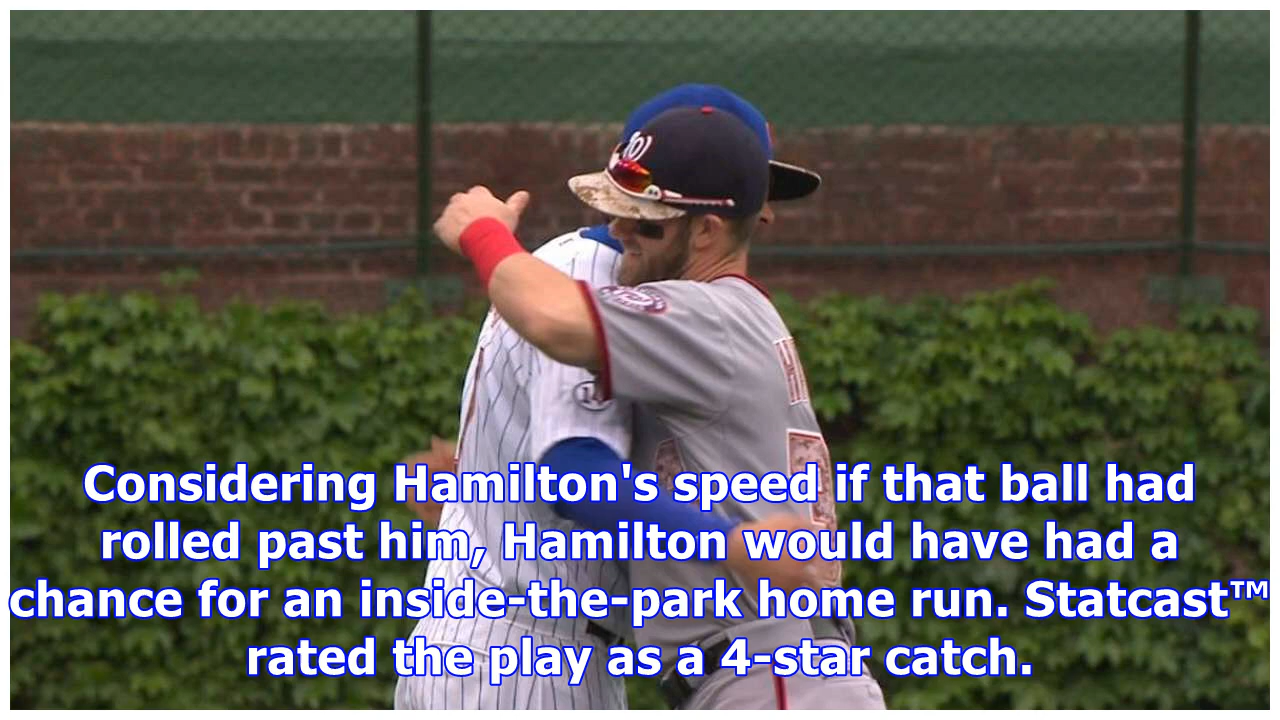 Considering Hamilton's speed if that ball had
rolled past him, Hamilton would have had a
chance for an inside-the-park home run. Statcast™
rated the play as a 4-star catch.
W